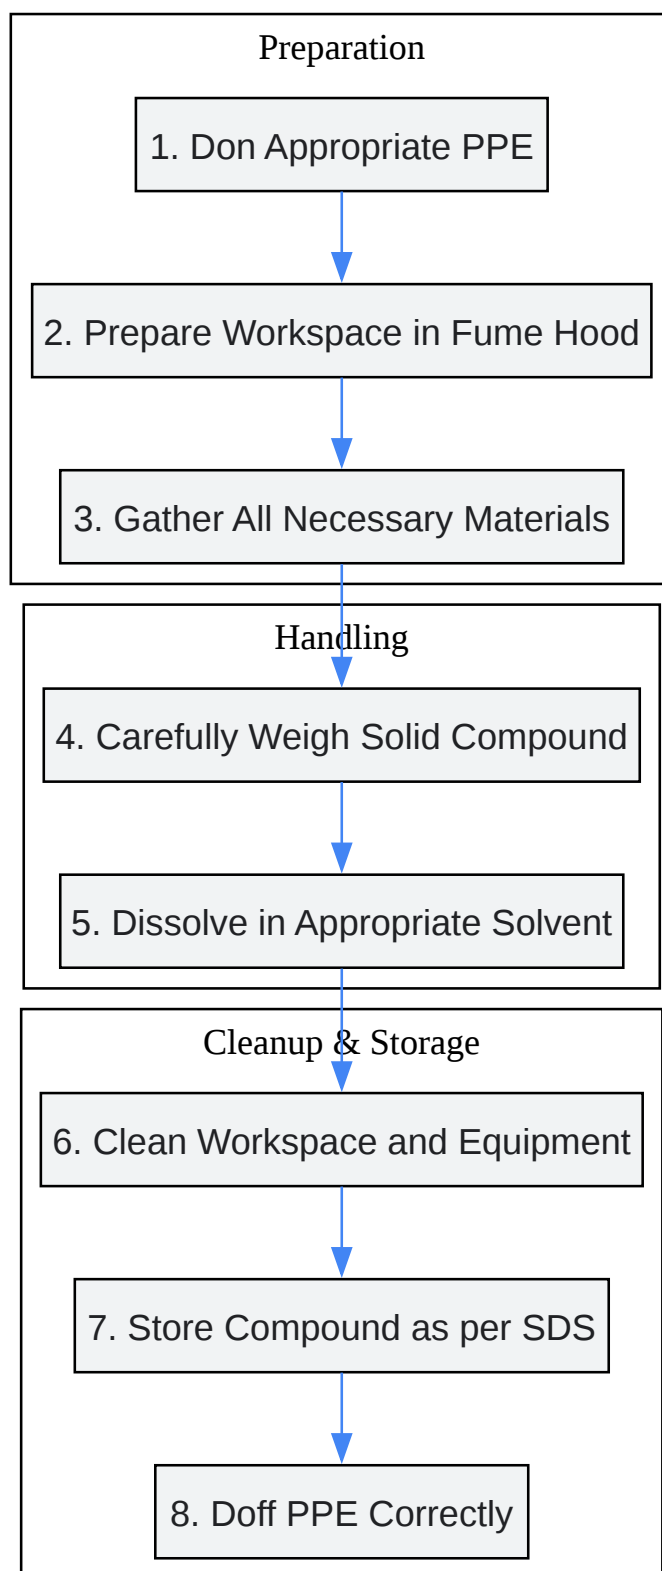 Preparation
1. Don Appropriate PPE
2. Prepare Workspace in Fume Hood
3. Gather All Necessary Materials
Handling
4. Carefully Weigh Solid Compound
5. Dissolve in Appropriate Solvent
Cleanup & Storage
6. Clean Workspace and Equipment
7. Store Compound as per SDS
8. Doff PPE Correctly